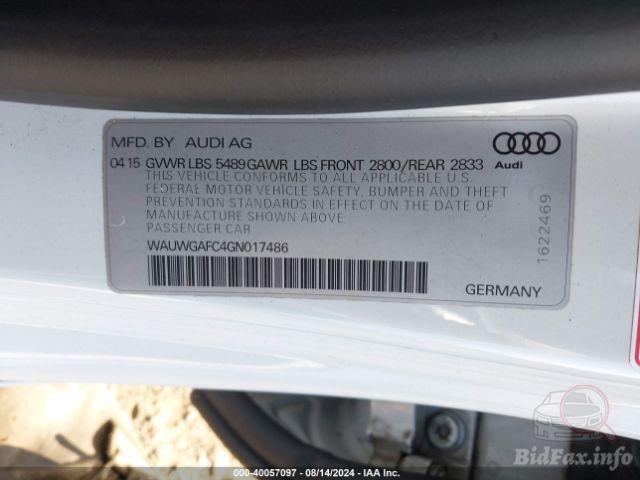 MFD. BY AUDI AG
04 15 GVWR LBS 5489 GAWR LBS FRONT 2800/REAR 2833
Audi
THIS VEHICLE CONFORMS TO ALL APPLICABLE U.S.
FEDERAL MOTOR VEHICLE SAFETY, BUMPER AND THEFT
PREVENTION STANDARDS IN EFFECT ON THE DATE OF
MANUFACTURE SHOWN ABOVE:
PASSENGER CAR
WAUWGAFC4GN017486
1622469
GERMANY
000-40057097 - 08/14/2024 - IAA Inc.
BidFax.info